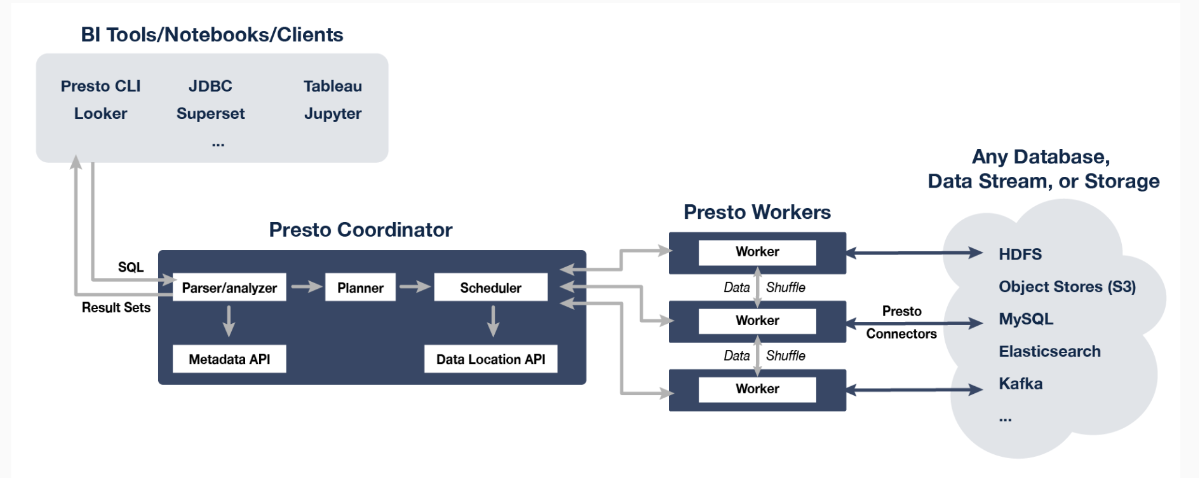 BI Tools/Notebooks/Clients
Presto CLI JDBC Tableau
Looker Superset Jupyter
...
SQL
Result Sets
Presto Coordinator
Parser/analyzer Planner Scheduler
Metadata API Data Location API
Presto Workers
Worker
Data Shuffle
Worker
Data Shuffle
Worker
Presto
Connectors
Any Database,
Data Stream, or Storage
HDFS
Object Stores (S3)
MySQL
Elasticsearch
Kafka
...